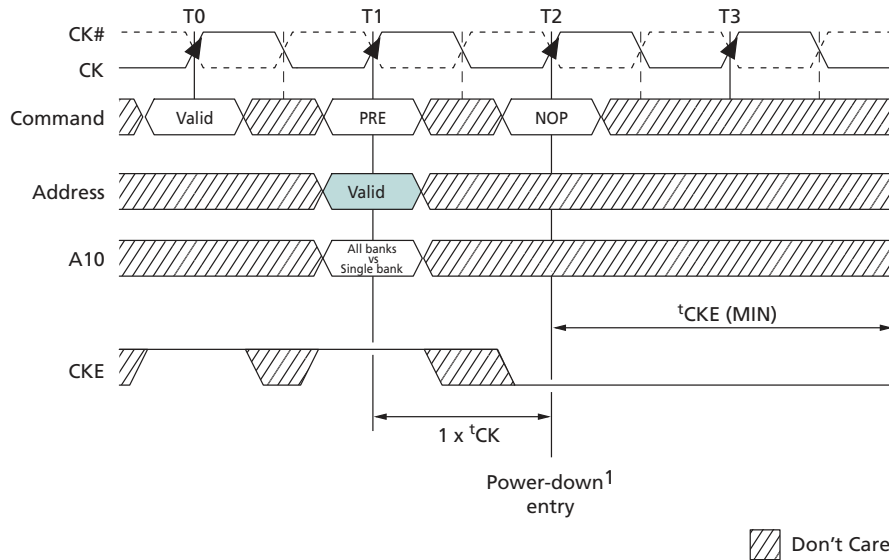 T0 T1 T2 T3
CK#
CK
Command Valid PRE NOP
Address Valid
A10 All banks
vs
Single bank
tCKE (MIN)
CKE
1 x tCK
Power-down1
entry
Don't Care